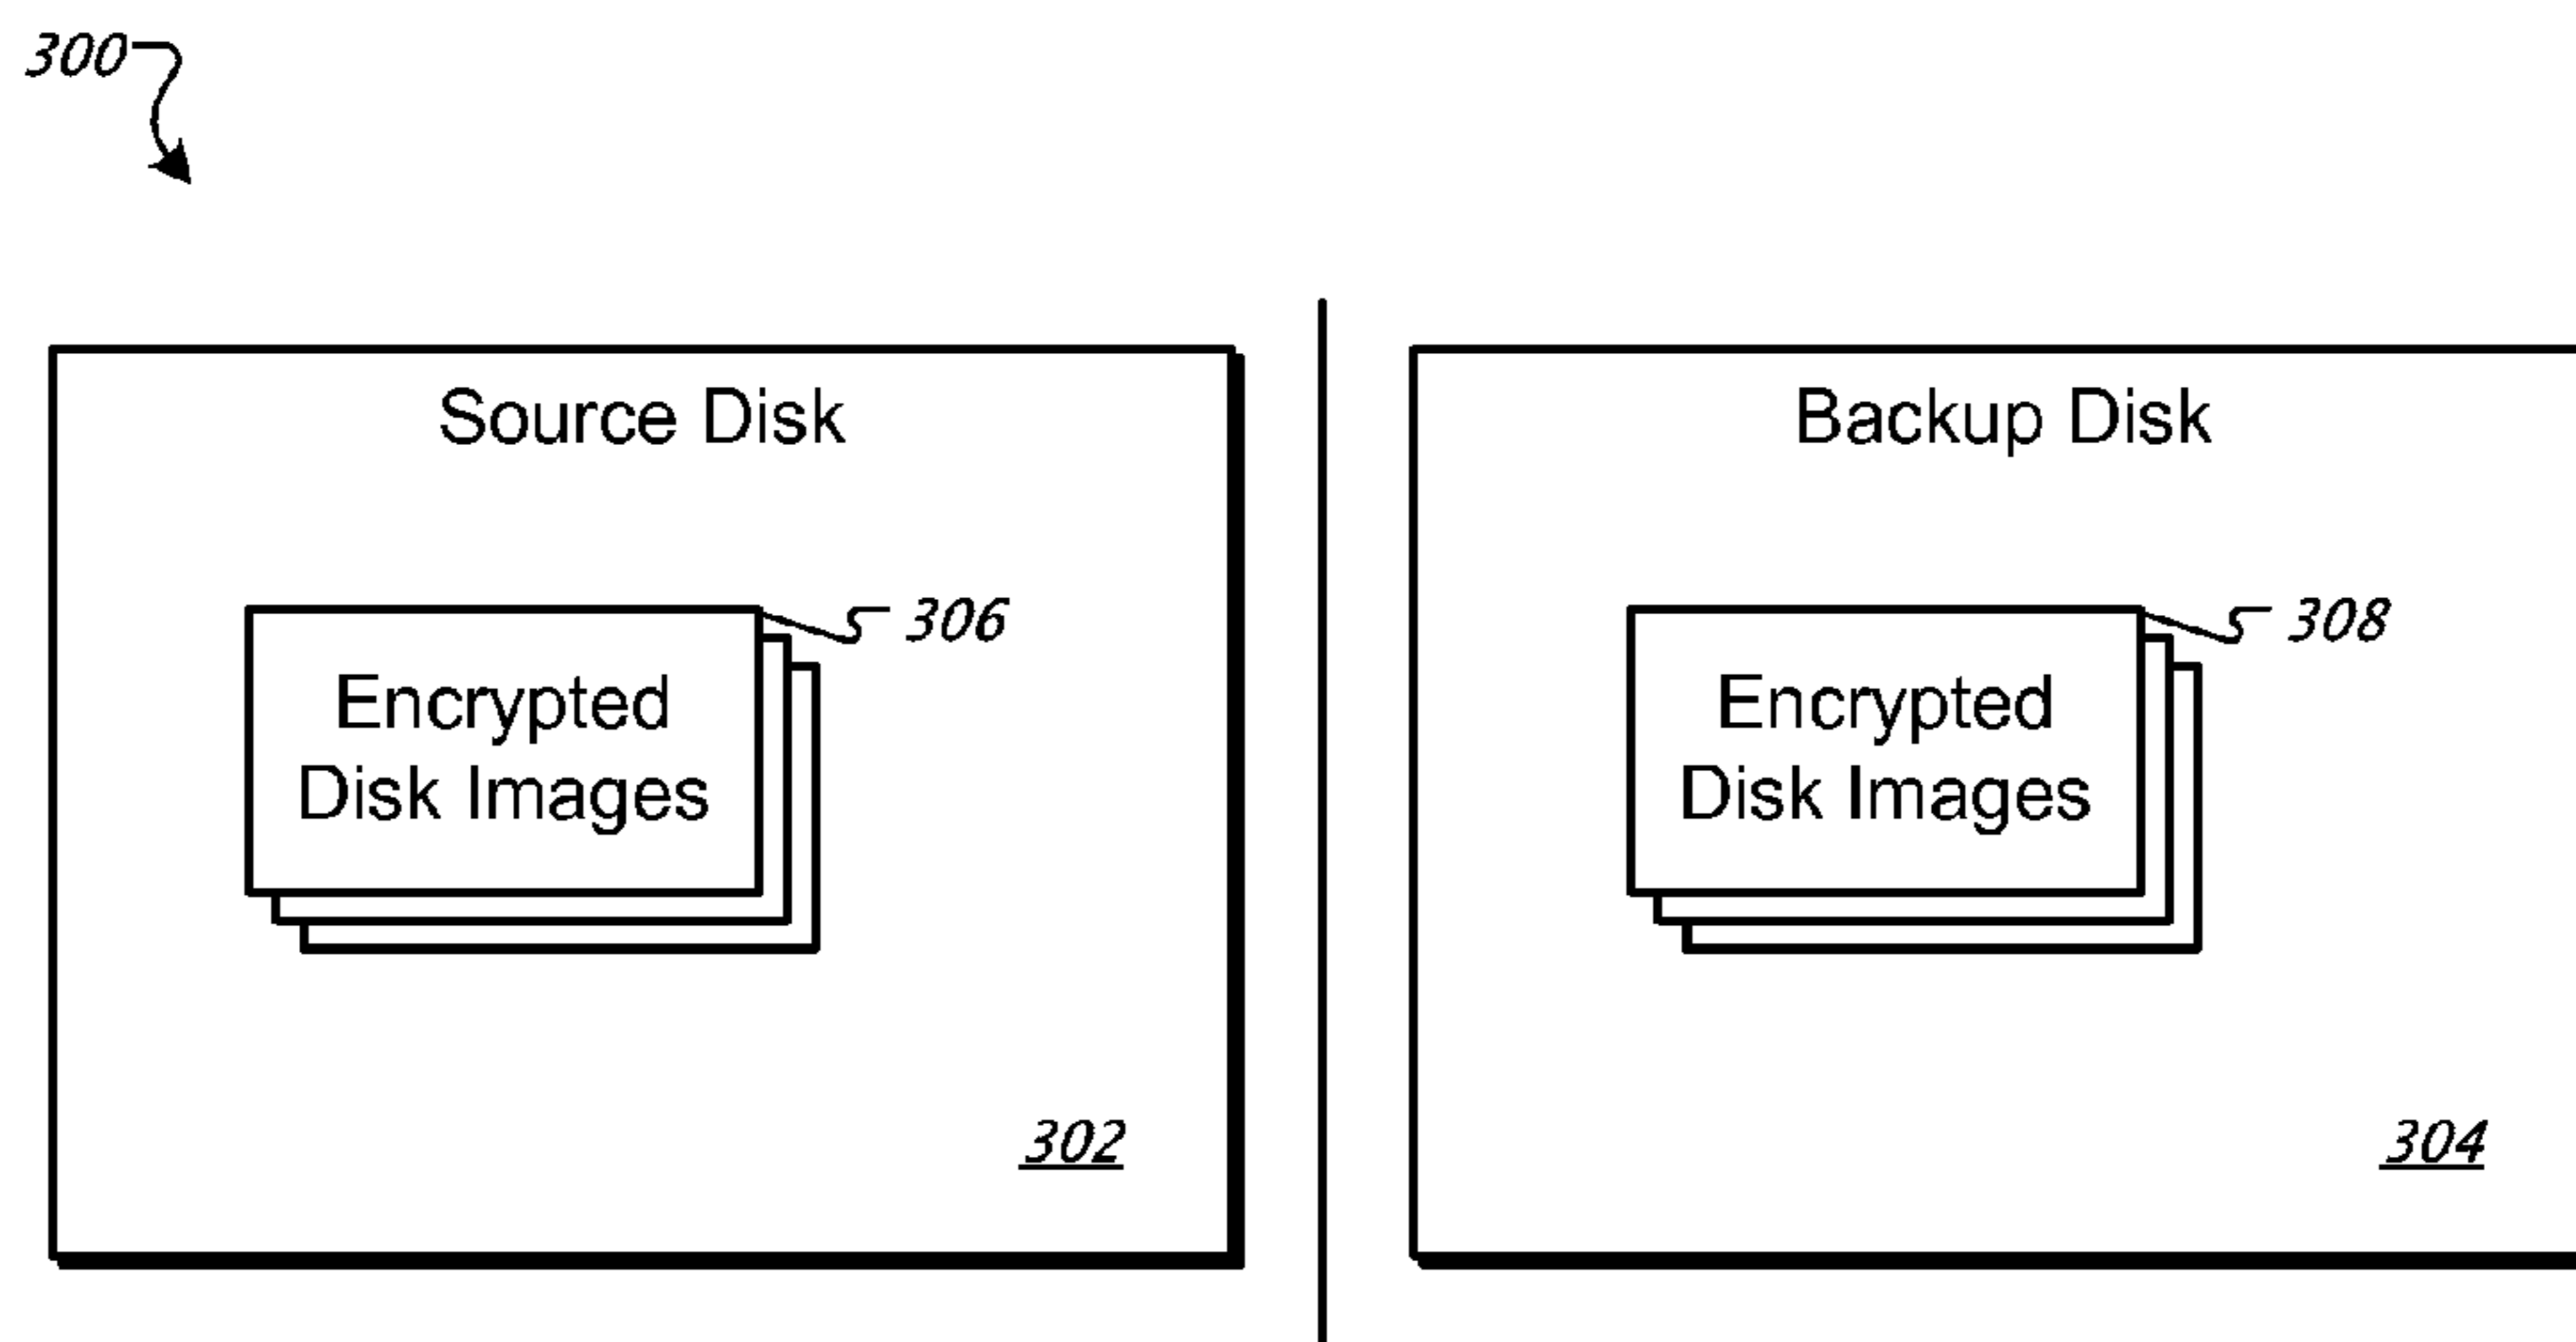 300
Source Disk
306
Encrypted
Disk Images
302
Backup Disk
308
Encrypted
Disk Images
304